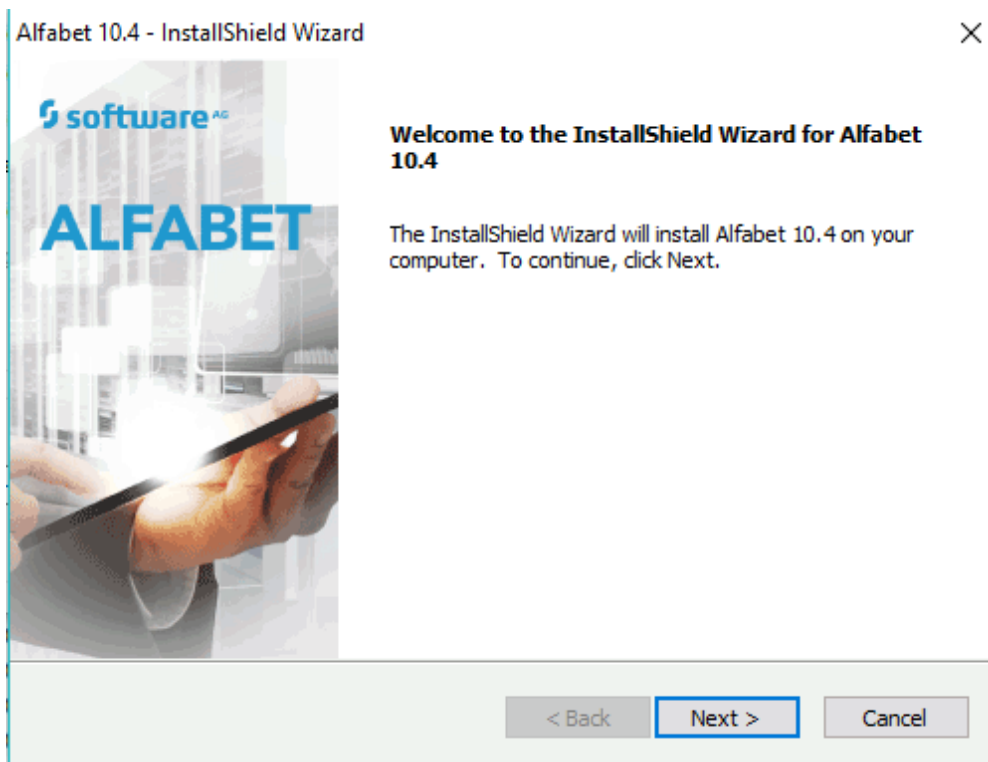 Alfabet 10.4 - InstallShield Wizard
software AG
ALFABET
Welcome to the InstallShield Wizard for Alfabet
10.4
The InstallShield Wizard will install Alfabet 10.4 on your
computer. To continue, click Next.
< Back
Next >
Cancel